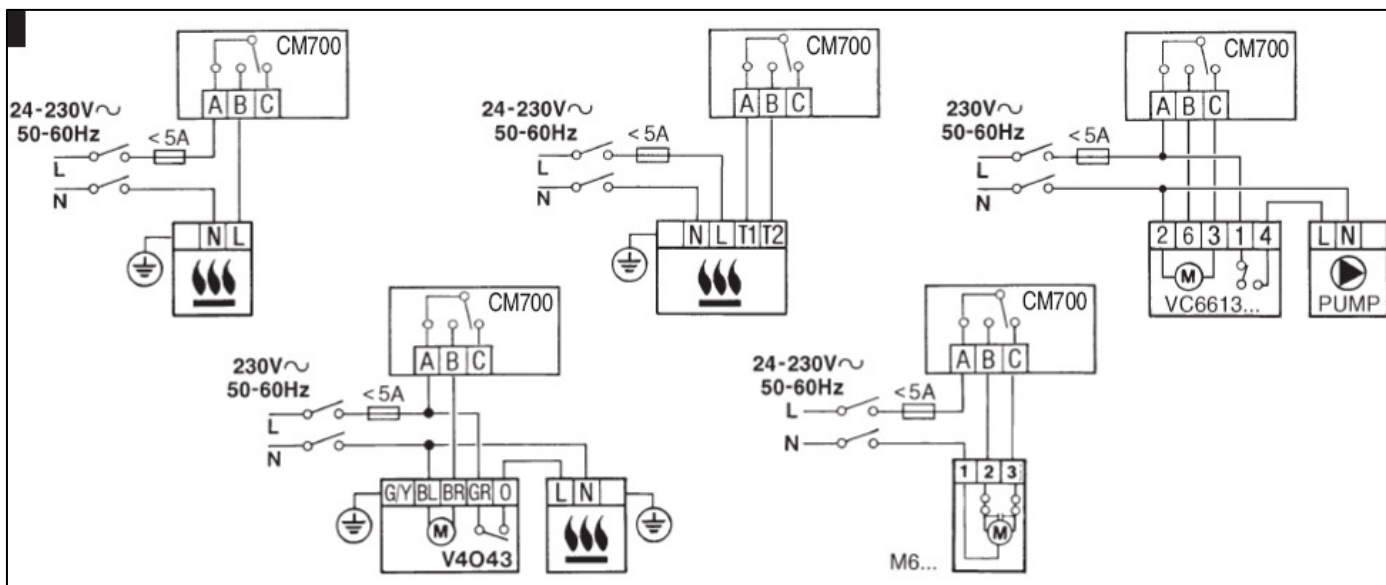 CM700
A B C
24-230V~
50-60Hz
<5A
L
N
N L
CM700
A B C
24-230V~
50-60Hz
<5A
L
N
N L T1 T2
CM700
A B C
230V~
50-60Hz
<5A
L
N
2 6 3 1 4
M
VC6613...
L N
PUMP
CM700
A B C
230V~
50-60Hz
<5A
L
N
G/Y BL BR GR O
M
V4O43
L N
CM700
A B C
24-230V~
50-60Hz
<5A
L
N
1 2 3
M
M6...